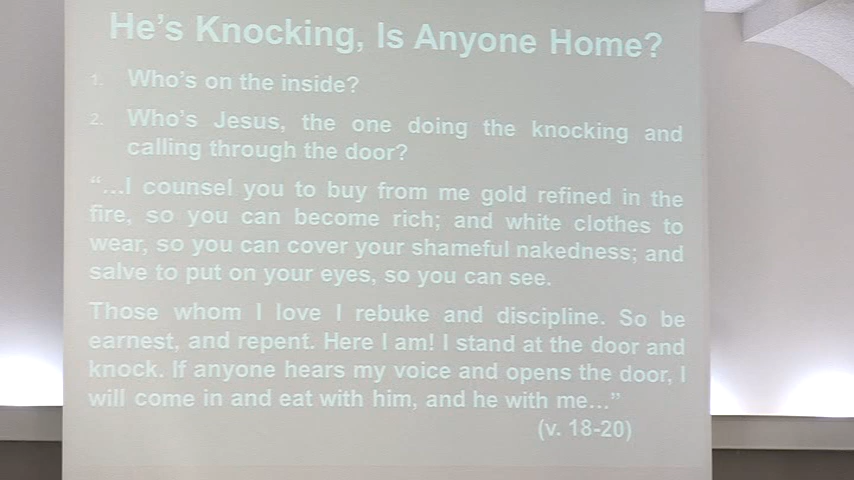 He's Knocking, Is Anyone Home?
1. Who's on the inside?
2. Who's Jesus, the one doing the knocking and
calling through the door?
“…I counsel you to buy from me gold refined in the
fire, so you can become rich; and white clothes to
wear, so you can cover your shameful nakedness; and
salve to put on your eyes, so you can see.
Those whom I love I rebuke and discipline. So be
earnest, and repent. Here I am! I stand at the door and
knock. If anyone hears my voice and opens the door, I
will come in and eat with him, and he with me…”
(v. 18-20)